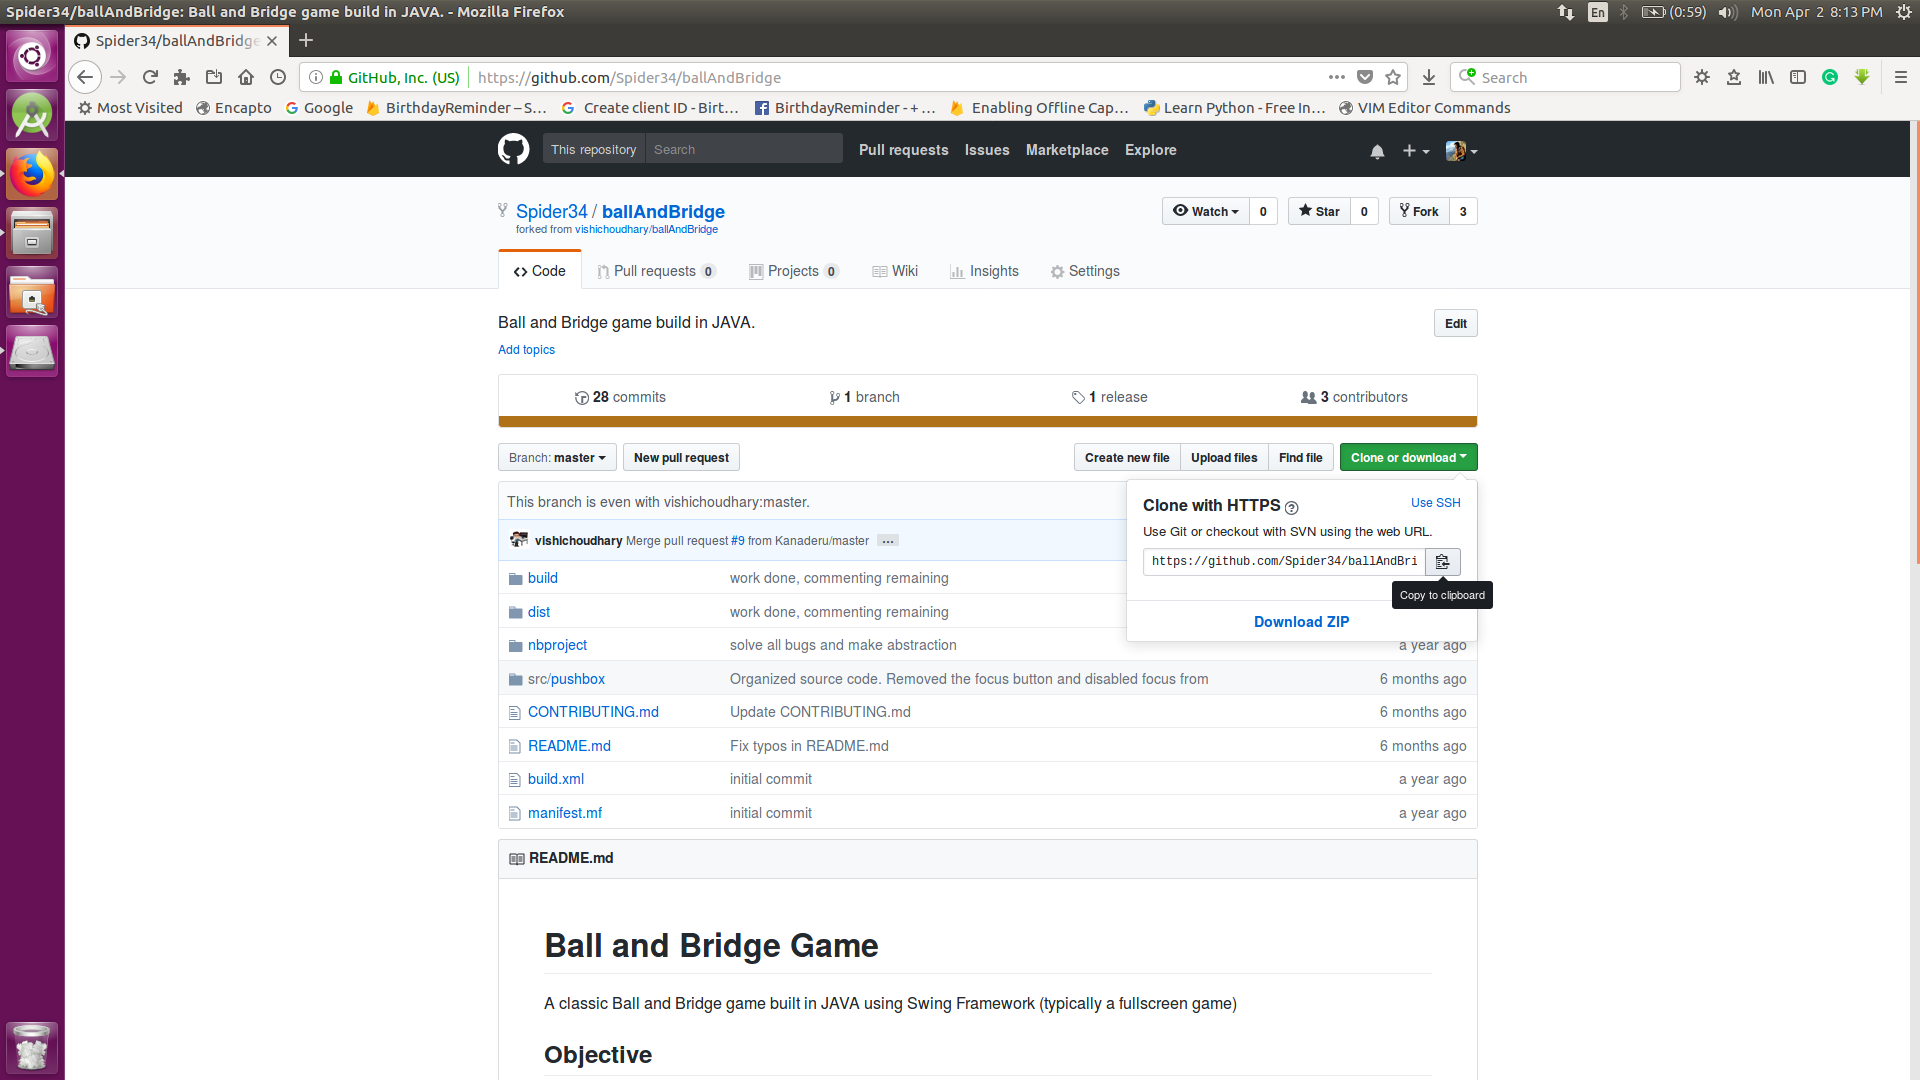 Spider34/ballAndBridge: Ball and Bridge game build in JAVA. - Mozilla Firefox
En (0:59) Mon Apr 2 8:13 PM
Spider34/ballAndBridge
GitHub, Inc. (US) https://github.com/Spider34/ballAndBridge Search
Most Visited Encapto Google BirthdayReminder – S... Create client ID - Birt... BirthdayReminder - + ... Enabling Offline Cap... Learn Python - Free In... VIM Editor Commands
This repository Search Pull requests Issues Marketplace Explore
Spider34 / ballAndBridge Watch 0 Star 0 Fork 3
forked from vishichoudhary/ballAndBridge
Code Pull requests 0 Projects 0 Wiki Insights Settings
Ball and Bridge game build in JAVA. Edit
Add topics
28 commits 1 branch 1 release 3 contributors
Branch: master New pull request Create new file Upload files Find file Clone or download
This branch is even with vishichoudhary:master.
Clone with HTTPS Use SSH
Use Git or checkout with SVN using the web URL.
https://github.com/Spider34/ballAndBri
Copy to clipboard
Download ZIP
vishichoudhary Merge pull request #9 from Kanaderu/master ...
build work done, commenting remaining
dist work done, commenting remaining
nbproject solve all bugs and make abstraction a year ago
src/pushbox Organized source code. Removed the focus button and disabled focus from 6 months ago
CONTRIBUTING.md Update CONTRIBUTING.md 6 months ago
README.md Fix typos in README.md 6 months ago
build.xml initial commit a year ago
manifest.mf initial commit a year ago
README.md
Ball and Bridge Game
A classic Ball and Bridge game built in JAVA using Swing Framework (typically a fullscreen game)
Objective